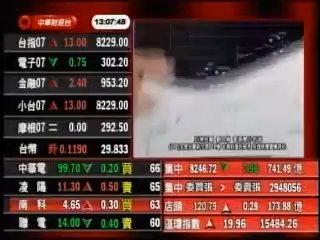 中華財經台 13:07:48
台指07 13.00 8229.00
電子07 ▼ 0.75 302.20
金融07 2.40 953.20
小台07 13.00 8229.00
摩根07 0.00 292.50
台幣 升 0.1190 29.833
中華電 99.70 0.20 買 66
凌陽 11.30 0.50 賣 65
南科 4.65 0.30 買 63
聯電 14.00 0.40 賣 60
集中 8246.72 741.49 億
集中 委買張 > 委賣張 2948056
店頭 120.79 0.28 173.98 億
道瓊指數 19.96 15484.26